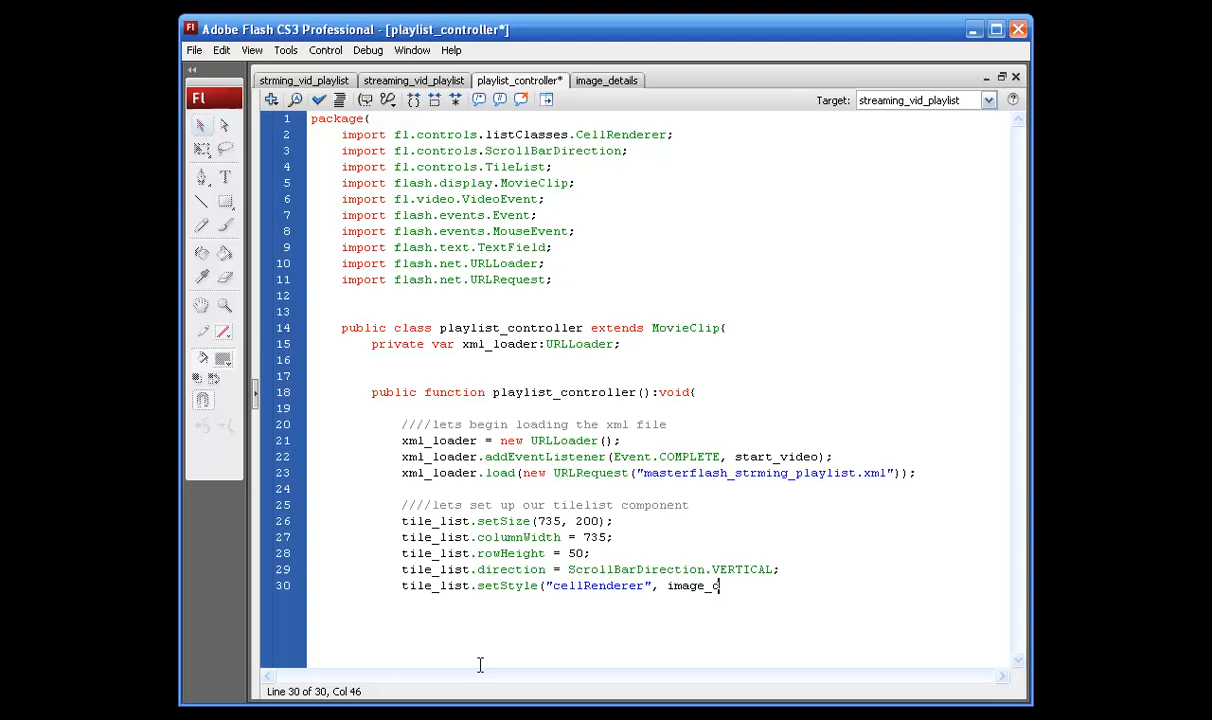 Fl Adobe Flash CS3 Professional - [playlist_controller*]
File Edit View Tools Control Debug Window Help
strming_vid_playlist streaming_vid_playlist playlist_controller* image_details
Fl
Target: streaming_vid_playlist
1 package{
2 import fl.controls.listClasses.CellRenderer;
3 import fl.controls.ScrollBarDirection;
4 import fl.controls.TileList;
5 import flash.display.MovieClip;
6 import fl.video.VideoEvent;
7 import flash.events.Event;
8 import flash.events.MouseEvent;
9 import flash.text.TextField;
10 import flash.net.URLLoader;
11 import flash.net.URLRequest;
12
13
14 public class playlist_controller extends MovieClip{
15 private var xml_loader:URLLoader;
16
17
18 public function playlist_controller():void{
19
20 ////lets begin loading the xml file
21 xml_loader = new URLLoader();
22 xml_loader.addEventListener(Event.COMPLETE, start_video);
23 xml_loader.load(new URLRequest("masterflash_strming_playlist.xml"));
24
25 ////lets set up our tilelist component
26 tile_list.setSize(735, 200);
27 tile_list.columnWidth = 735;
28 tile_list.rowHeight = 50;
29 tile_list.direction = ScrollBarDirection.VERTICAL;
30 tile_list.setStyle("cellRenderer", image_d
Line 30 of 30, Col 46